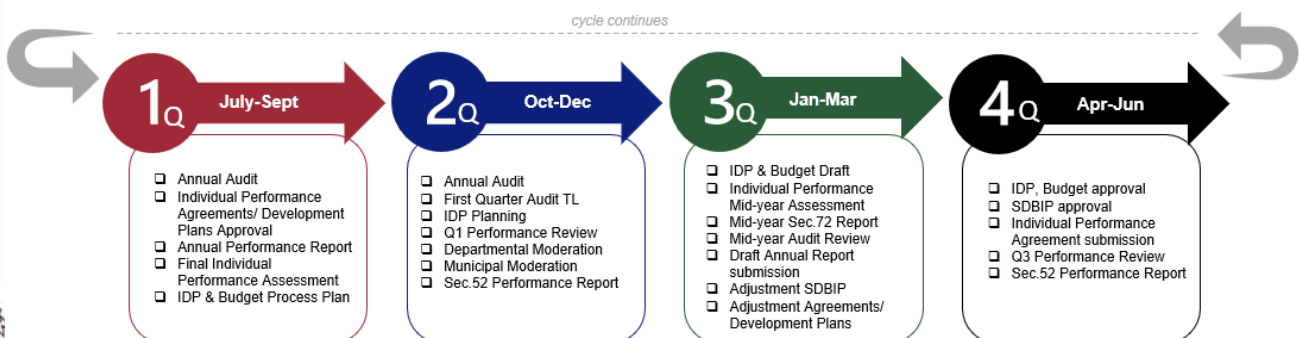 cycle continues
1Q
July-Sept
❑ Annual Audit
❑ Individual Performance
Agreements/ Development
Plans Approval
❑ Annual Performance Report
❑ Final Individual
Performance Assessment
❑ IDP & Budget Process Plan
2Q
Oct-Dec
❑ Annual Audit
❑ First Quarter Audit TL
❑ IDP Planning
❑ Q1 Performance Review
❑ Departmental Moderation
❑ Municipal Moderation
❑ Sec.52 Performance Report
3Q
Jan-Mar
❑ IDP & Budget Draft
❑ Individual Performance
Mid-year Assessment
❑ Mid-year Sec.72 Report
❑ Mid-year Audit Review
❑ Draft Annual Report
submission
❑ Adjustment SDBIP
❑ Adjustment Agreements/
Development Plans
4Q
Apr-Jun
❑ IDP, Budget approval
❑ SDBIP approval
❑ Individual Performance
Agreement submission
❑ Q3 Performance Review
❑ Sec.52 Performance Report